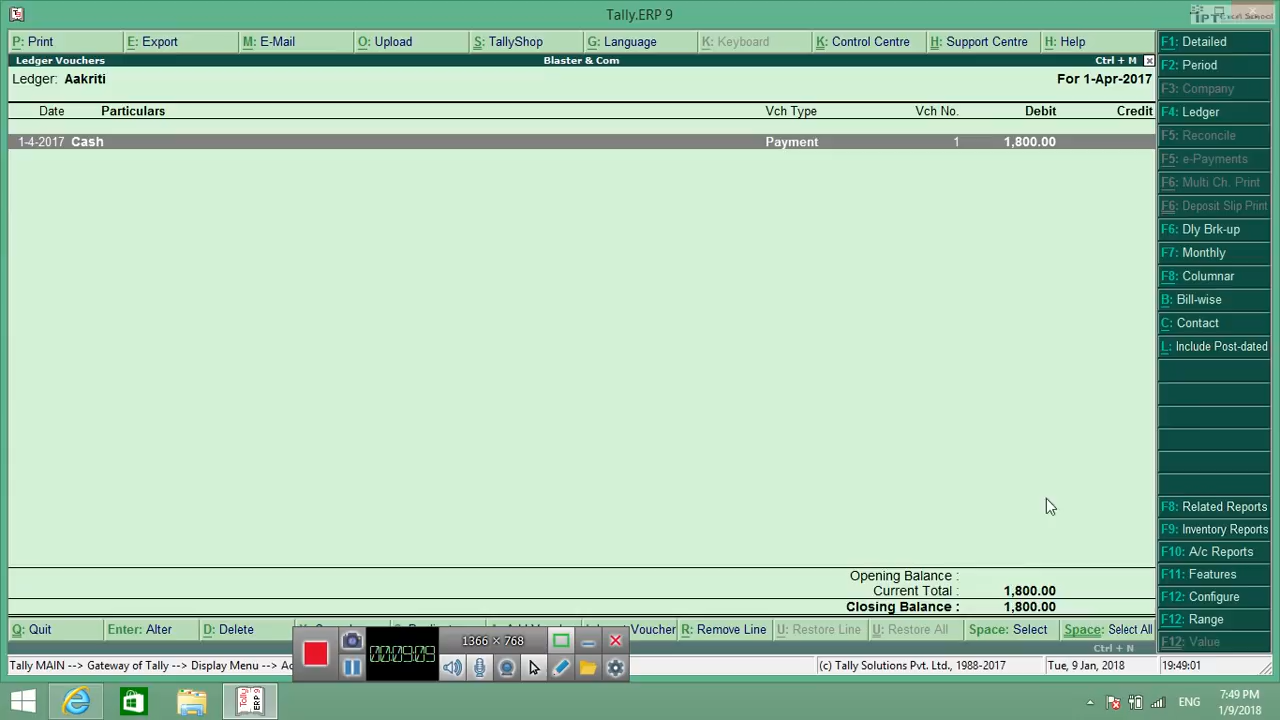 Tally.ERP 9
P: Print E: Export M: E-Mail O: Upload S: TallyShop G: Language K: Keyboard K: Control Centre H: Support Centre H: Help
Ledger Vouchers Blaster & Com Ctrl + M
Ledger: Aakriti For 1-Apr-2017
Date Particulars Vch Type Vch No. Debit Credit
1-4-2017 Cash Payment 1 1,800.00
Opening Balance :
Current Total : 1,800.00
Closing Balance : 1,800.00
F1: Detailed
F2: Period
F3: Company
F4: Ledger
F5: Reconcile
F5: e-Payments
F6: Multi Ch. Print
F6: Deposit Slip Print
F6: Dly Brk-up
F7: Monthly
F8: Columnar
B: Bill-wise
C: Contact
L: Include Post-dated
F8: Related Reports
F9: Inventory Reports
F10: A/c Reports
F11: Features
F12: Configure
F12: Range
F12: Value
Q: Quit Enter: Alter D: Delete Voucher R: Remove Line U: Restore Line U: Restore All Space: Select Space: Select All
1366 × 768
Ctrl + N
Tally MAIN --> Gateway of Tally --> Display Menu --> (c) Tally Solutions Pvt. Ltd., 1988-2017 Tue, 9 Jan, 2018 19:49:01
ENG
7:49 PM
1/9/2018